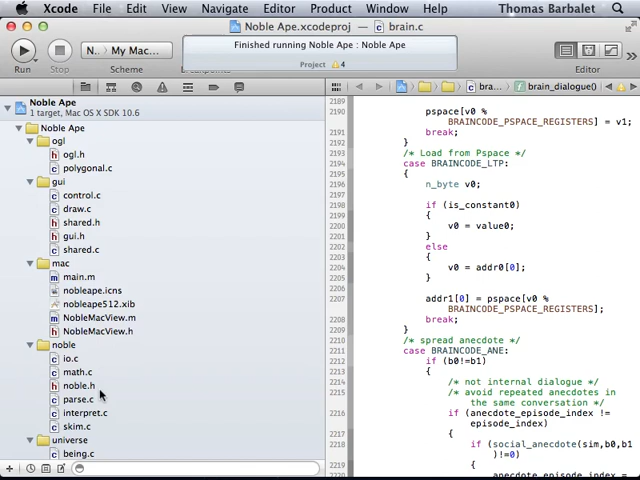 Xcode File Edit View Navigate Editor Product Window Help Thomas Barbalet
Noble Ape.xcodeproj › brain.c
Finished running Noble Ape : Noble Ape
Project 4
N... My Mac...
Run Stop Scheme Breakpoints Editor
Noble Ape
1 target, Mac OS X SDK 10.6
Noble Ape
ogl
ogl.h
polygonal.c
gui
control.c
draw.c
shared.h
gui.h
shared.c
mac
main.m
nobleape.icns
nobleape512.xib
NobleMacView.m
NobleMacView.h
noble
io.c
math.c
noble.h
parse.c
interpret.c
skim.c
universe
being.c
bra... brain_dialogue()
2189
2190 pspace[v0 %
BRAINCODE_PSPACE_REGISTERS] = v1;
2191 break;
2192 }
2193 /* Load from Pspace */
2194 case BRAINCODE_LTP:
2195 {
2196 n_byte v0;
2197
2198 if (is_constant0)
2199 {
2200 v0 = value0;
2201 }
2202 else
2203 {
2204 v0 = addr0[0];
2205 }
2206
2207 addr1[0] = pspace[v0 %
BRAINCODE_PSPACE_REGISTERS];
2208 break;
2209 }
2210 /* spread anecdote */
2211 case BRAINCODE_ANE:
2212 if (b0!=b1)
2213 {
2214 /* not internal dialogue */
2215 /* avoid repeated anecdotes in
the same conversation */
2216 if (anecdote_episode_index !=
episode_index)
2217 {
2218 if (social_anecdote(sim,b0,b1
)!=0)
2219 {